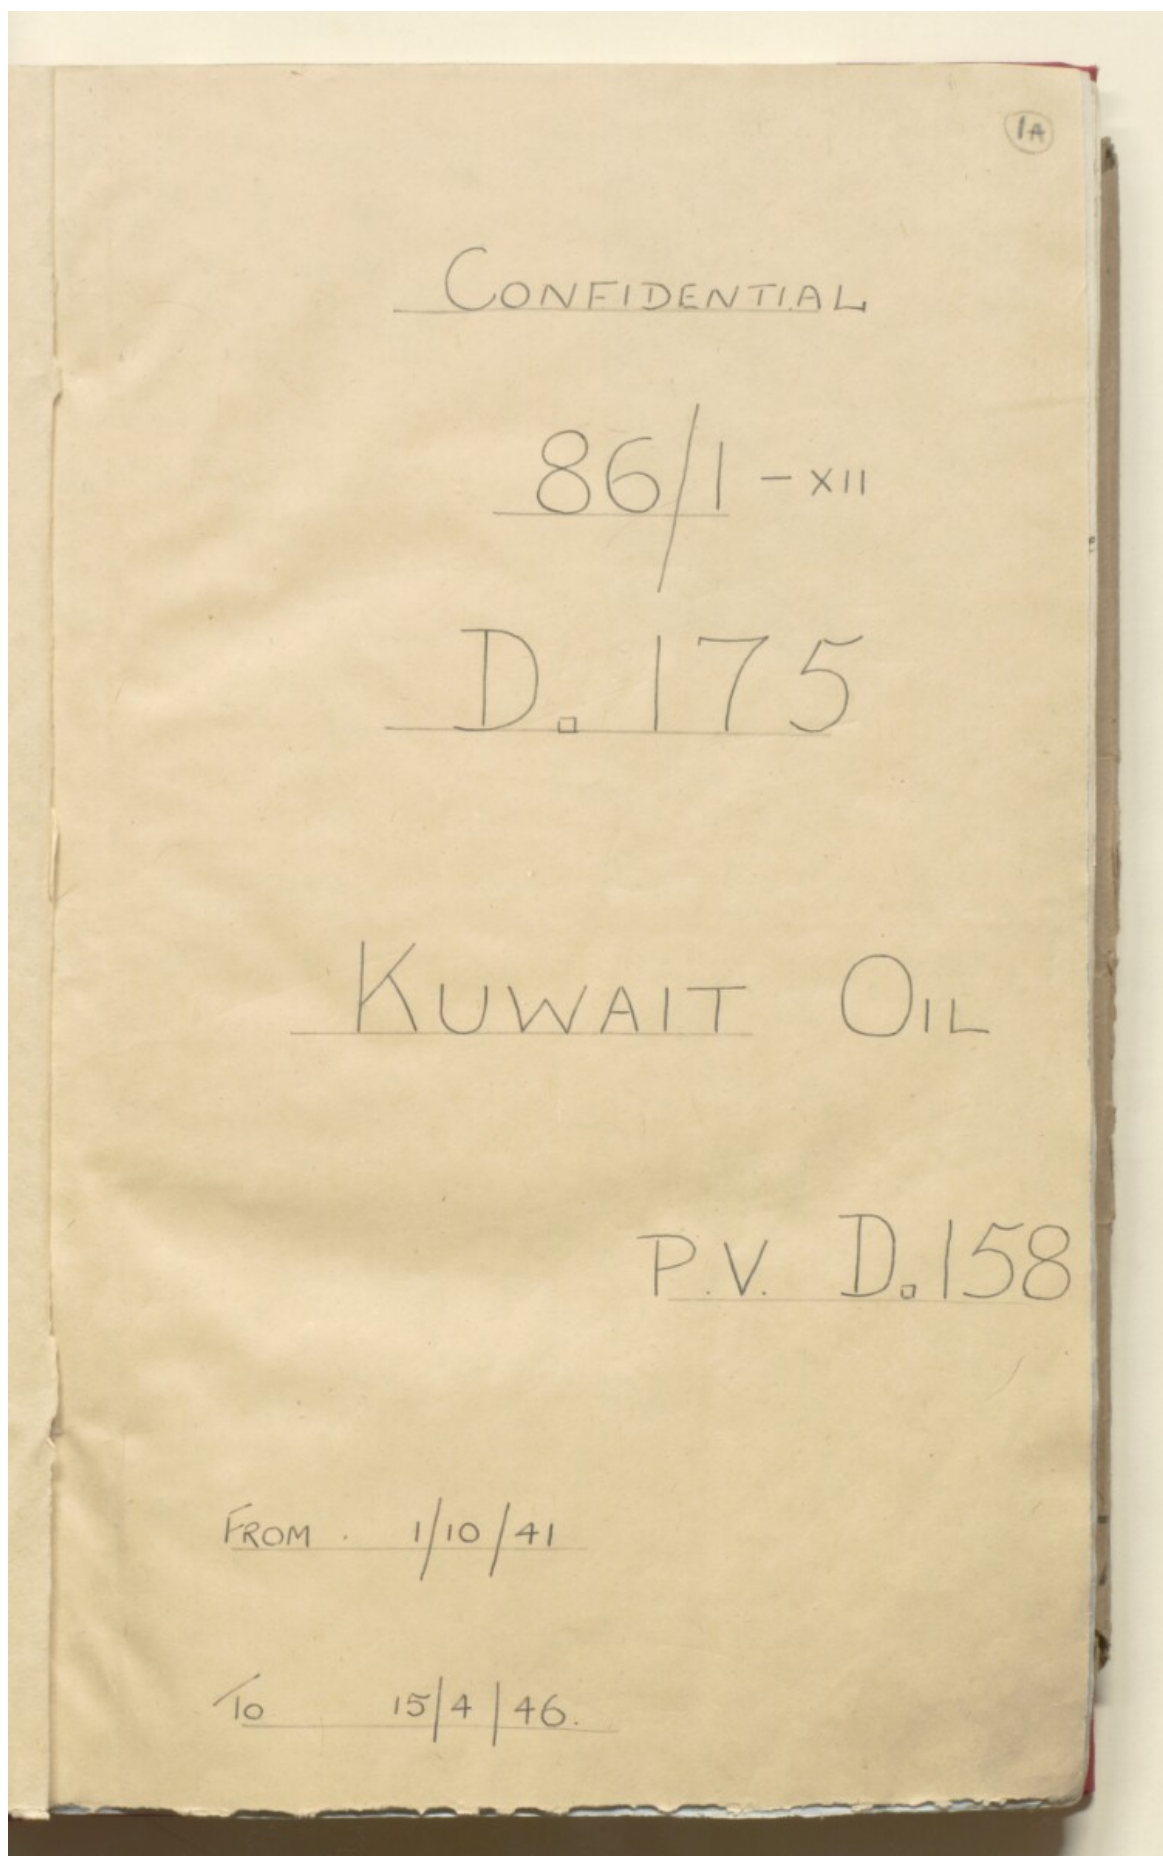 1A
CONFIDENTIAL
86/1 - XII
D. 175
KUWAIT OIL
P.V. D. 158
FROM . 1/10/41
TO 15/4/46.